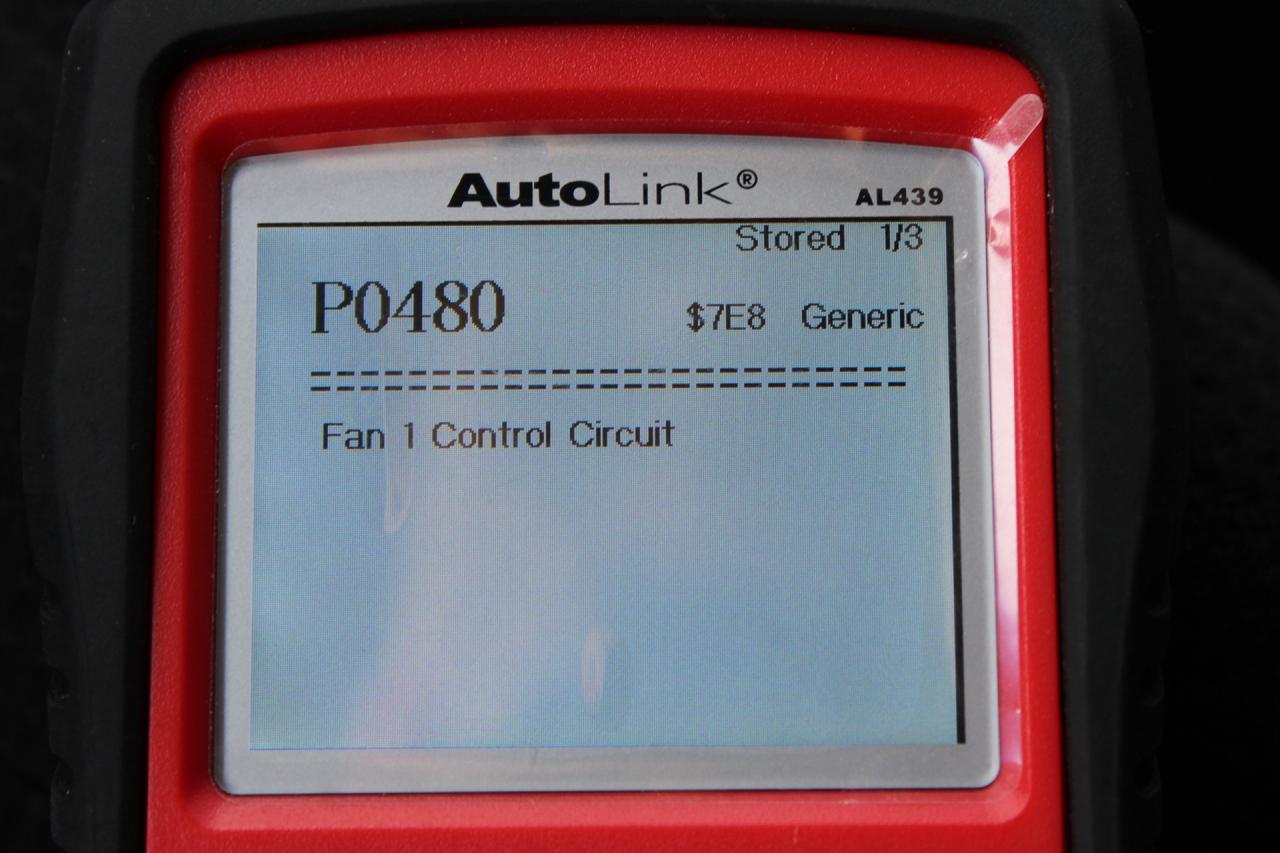 AutoLink®
AL439
Stored 1/3
P0480 $7E8 Generic
==========================
Fan 1 Control Circuit